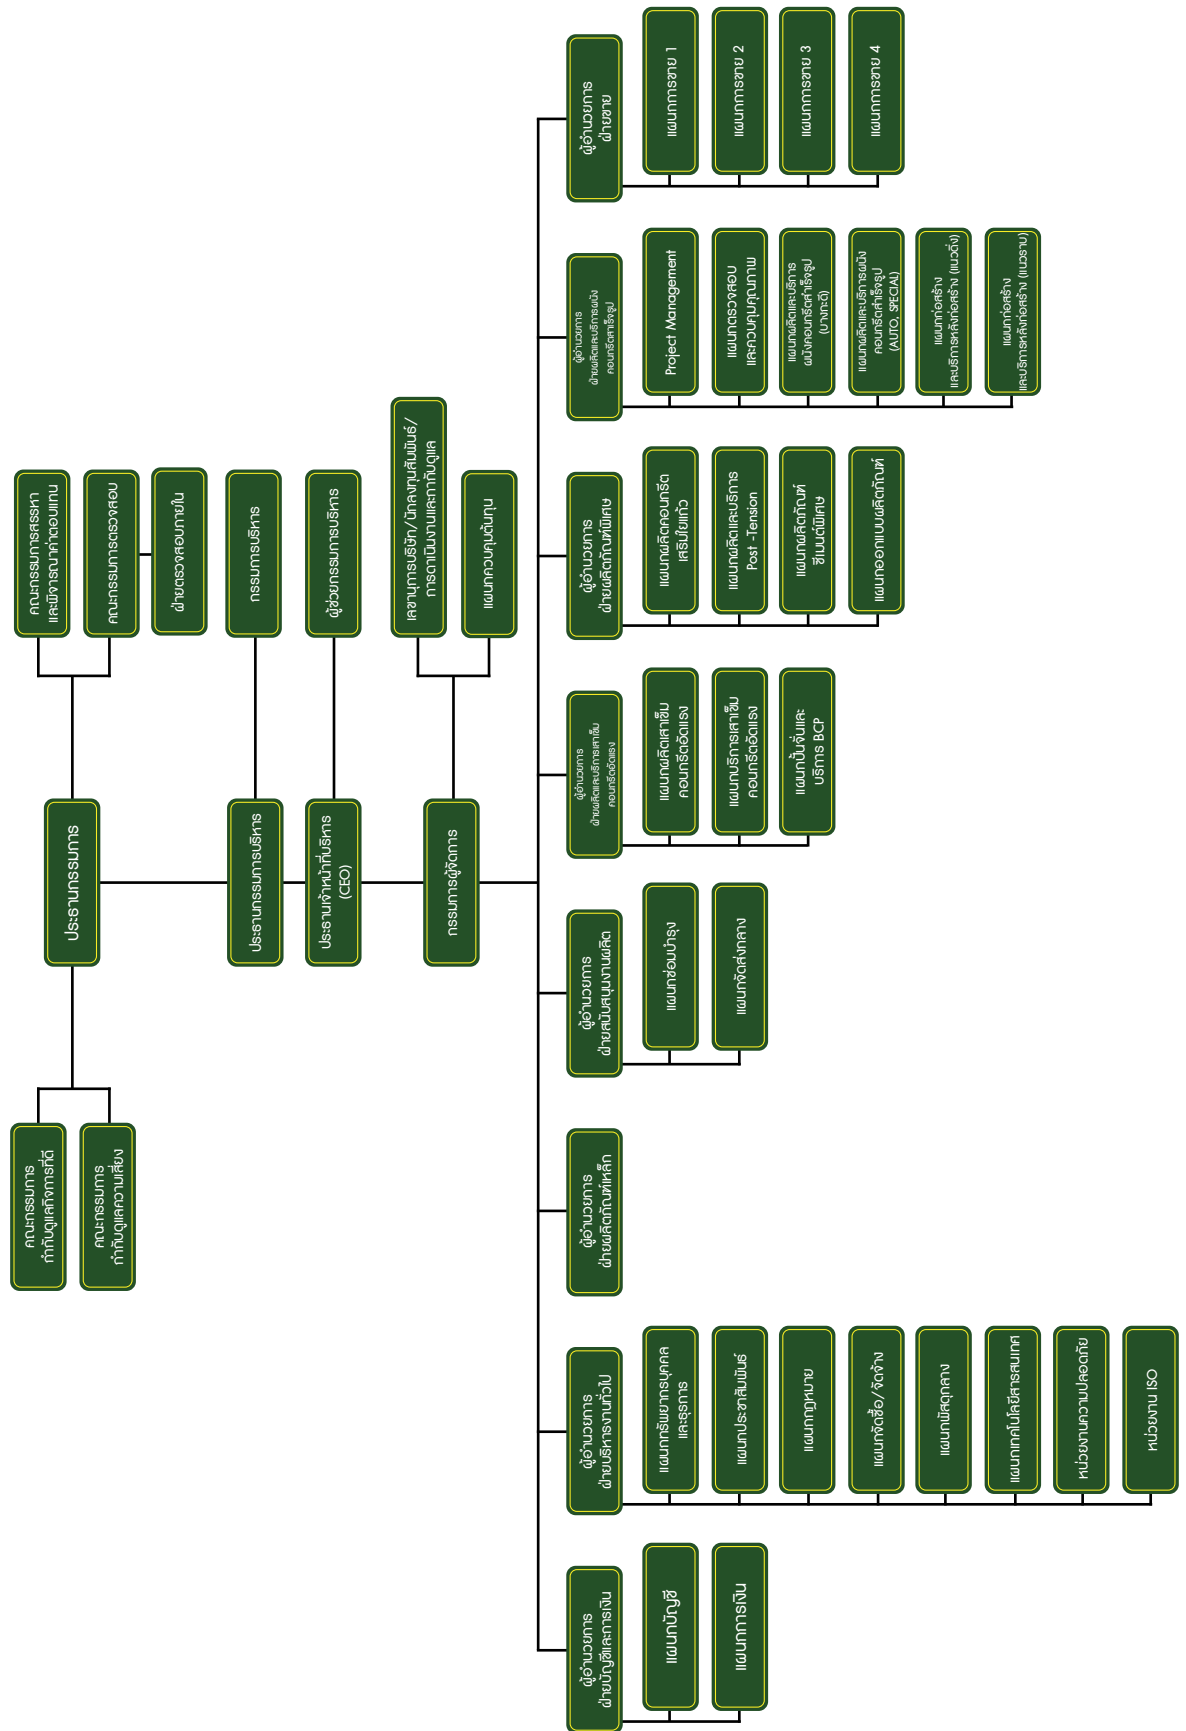 คณะกรรมการ
กำกับดูแลกิจการที่ดี
คณะกรรมการ
กำกับดูแลความเสี่ยง
ประธานกรรมการ
คณะกรรมการสรรหา
และพิจารณาค่าตอบแทน
คณะกรรมการตรวจสอบ
ฝ่ายตรวจสอบภายใน
ประธานกรรมการบริหาร
กรรมการบริหาร
ประธานเจ้าหน้าที่บริหาร
(CEO)
ผู้ช่วยกรรมการบริหาร
กรรมการผู้จัดการ
เลขานุการบริษัท/นักลงทุนสัมพันธ์/
การดำเนินงานและกำกับดูแล
แผนกควบคุมต้นทุน
ผู้อำนวยการ
ฝ่ายบัญชีและการเงิน
แผนกบัญชี
แผนกการเงิน
ผู้อำนวยการ
ฝ่ายบริหารงานทั่วไป
แผนกทรัพยากรบุคคล
และธุรการ
แผนกประชาสัมพันธ์
แผนกกฎหมาย
แผนกจัดซื้อ/จัดจ้าง
แผนกพัสดุกลาง
แผนกเทคโนโลยีสารสนเทศ
หน่วยงานความปลอดภัย
หน่วยงาน ISO
ผู้อำนวยการ
ฝ่ายผลิตภัณฑ์เหล็ก
ผู้อำนวยการ
ฝ่ายสนับสนุนงานผลิต
แผนกซ่อมบำรุง
แผนกจัดส่งกลาง
ผู้อำนวยการ
ฝ่ายผลิตและบริการเสาเข็ม
คอนกรีตอัดแรง
แผนกผลิตเสาเข็ม
คอนกรีตอัดแรง
แผนกบริการเสาเข็ม
คอนกรีตอัดแรง
แผนกปั้นจั่นและ
บริการ BCP
ผู้อำนวยการ
ฝ่ายผลิตภัณฑ์พิเศษ
แผนกผลิตคอนกรีต
เสริมใยแก้ว
แผนกผลิตและบริการ
Post -Tension
แผนกผลิตภัณฑ์
ซีเมนต์พิเศษ
แผนกออกแบบผลิตภัณฑ์
ผู้อำนวยการ
ฝ่ายผลิตและบริการผนัง
คอนกรีตสำเร็จรูป
Project Management
แผนกตรวจสอบ
และควบคุมคุณภาพ
แผนกผลิตและบริการ
ผนังคอนกรีตสำเร็จรูป
(บางกะดี)
แผนกผลิตและบริการผนัง
คอนกรีตสำเร็จรูป
(AUTO, SPECIAL)
แผนกก่อสร้าง
และบริการหลังก่อสร้าง (แนวดิ่ง)
แผนกก่อสร้าง
และบริการหลังก่อสร้าง (แนวราบ)
ผู้อำนวยการ
ฝ่ายขาย
แผนกการขาย 1
แผนกการขาย 2
แผนกการขาย 3
แผนกการขาย 4